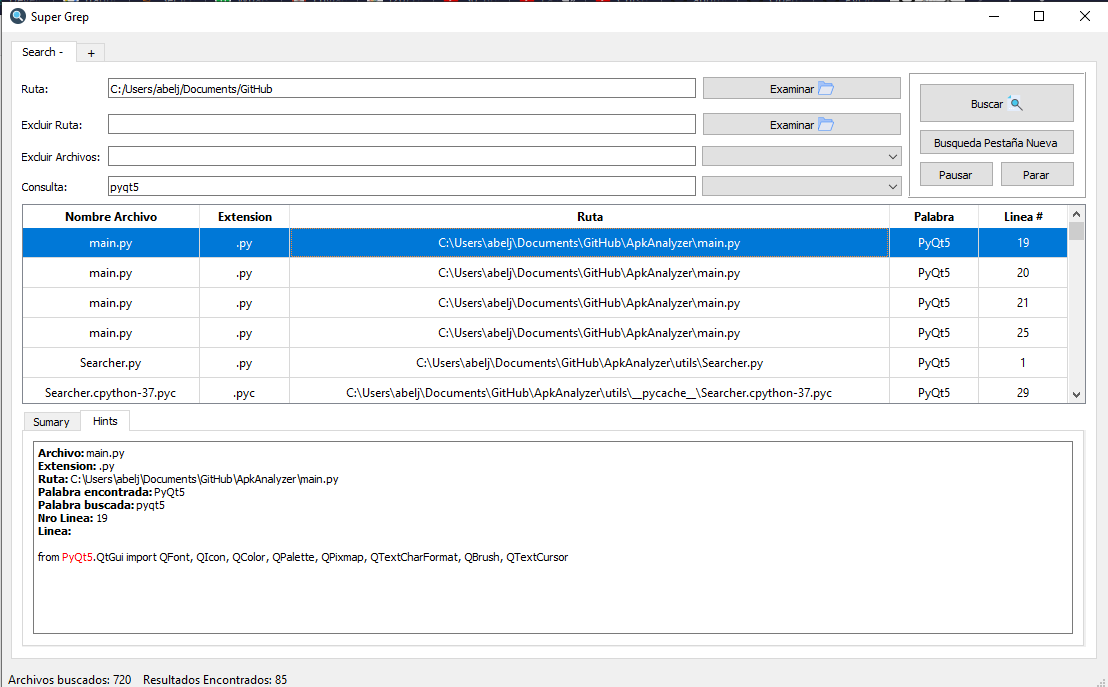 Super Grep
Search -
+
Ruta: C:/Users/abelj/Documents/GitHub Examinar
Buscar
Excluir Ruta: Examinar
Busqueda Pestaña Nueva
Excluir Archivos:
Pausar Parar
Consulta: pyqt5
Nombre Archivo Extension Ruta Palabra Linea #
main.py .py C:\Users\abelj\Documents\GitHub\ApkAnalyzer\main.py PyQt5 19
main.py .py C:\Users\abelj\Documents\GitHub\ApkAnalyzer\main.py PyQt5 20
main.py .py C:\Users\abelj\Documents\GitHub\ApkAnalyzer\main.py PyQt5 21
main.py .py C:\Users\abelj\Documents\GitHub\ApkAnalyzer\main.py PyQt5 25
Searcher.py .py C:\Users\abelj\Documents\GitHub\ApkAnalyzer\utils\Searcher.py PyQt5 1
Searcher.cpython-37.pyc .pyc C:\Users\abelj\Documents\GitHub\ApkAnalyzer\utils\__pycache__\Searcher.cpython-37.pyc PyQt5 29
Sumary Hints
Archivo: main.py
Extension: .py
Ruta: C:\Users\abelj\Documents\GitHub\ApkAnalyzer\main.py
Palabra encontrada: PyQt5
Palabra buscada: pyqt5
Nro Linea: 19
Linea:
from PyQt5.QtGui import QFont, QIcon, QColor, QPalette, QPixmap, QTextCharFormat, QBrush, QTextCursor
Archivos buscados: 720 Resultados Encontrados: 85